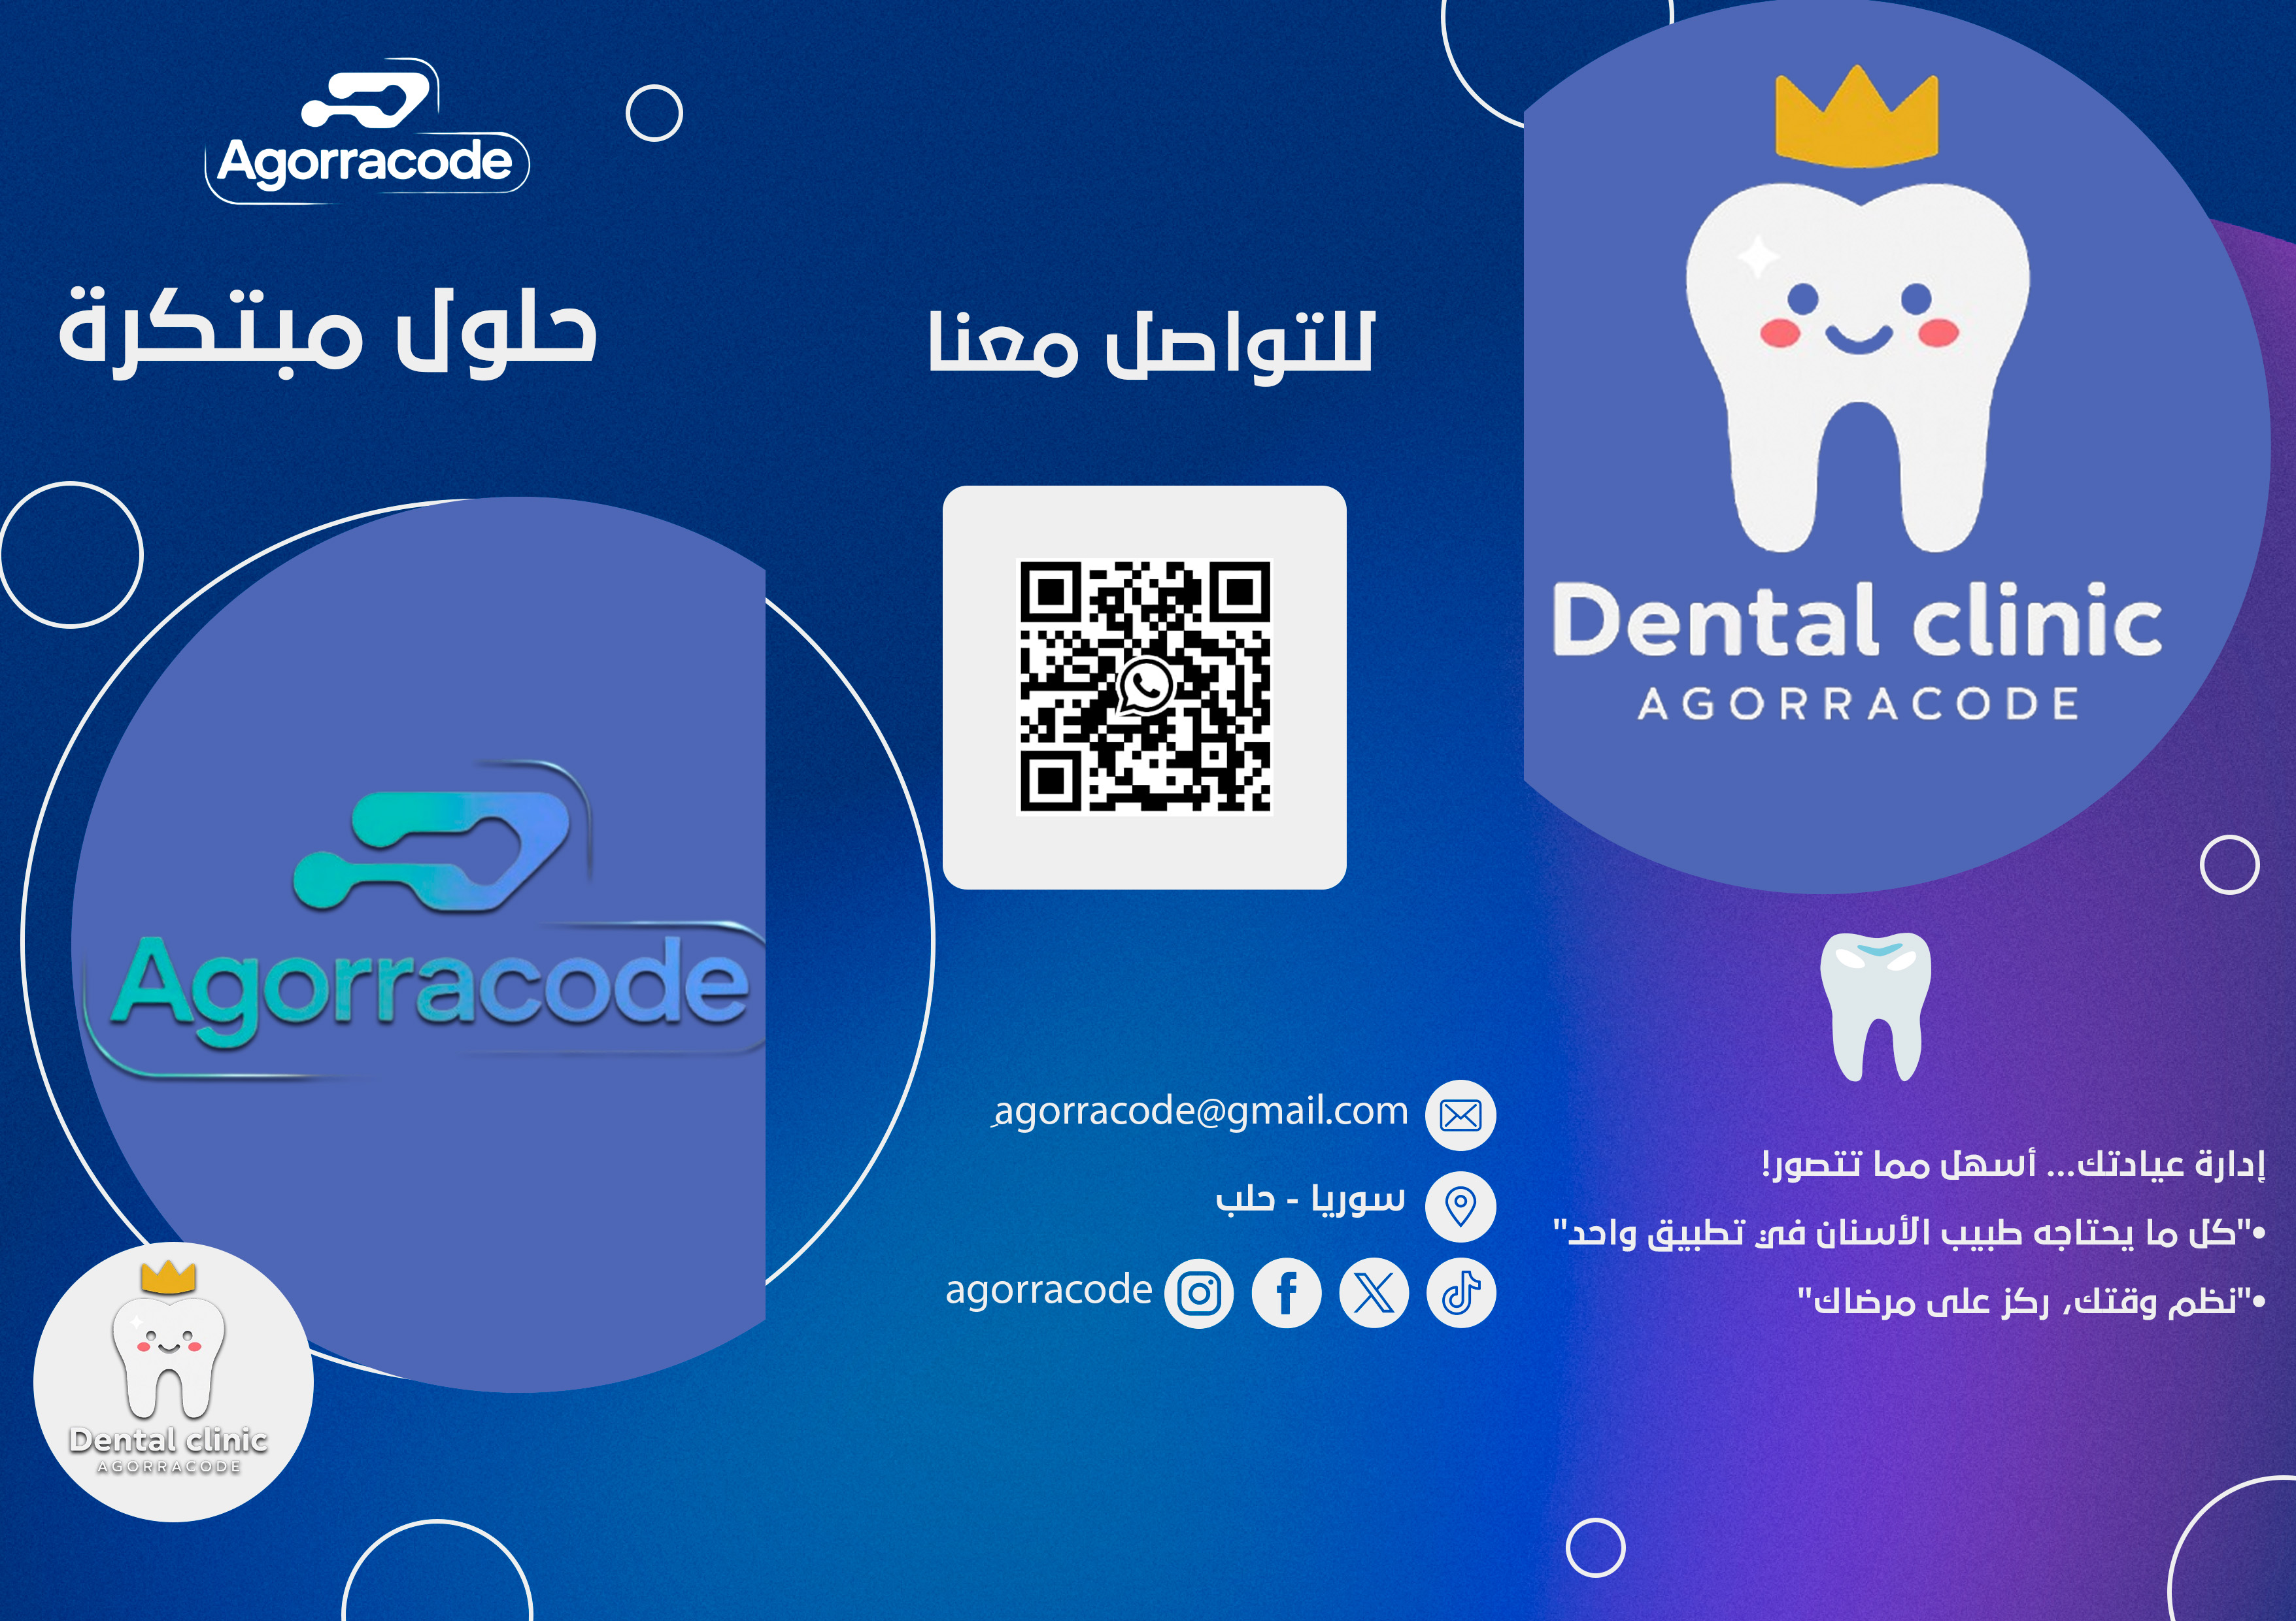 Dental clinic
AGORRACODE
إدارة عيادتك... أسهل مما تتصور!
•"كل ما يحتاجه طبيب الأسنان في تطبيق واحد"
•"نظم وقتك، ركز على مرضاك"
للتواصل معنا
agorracode@gmail.com
سوريا - حلب
agorracode
Agorracode
حلول مبتكرة
Agorracode
Dental clinic
AGORRACODE